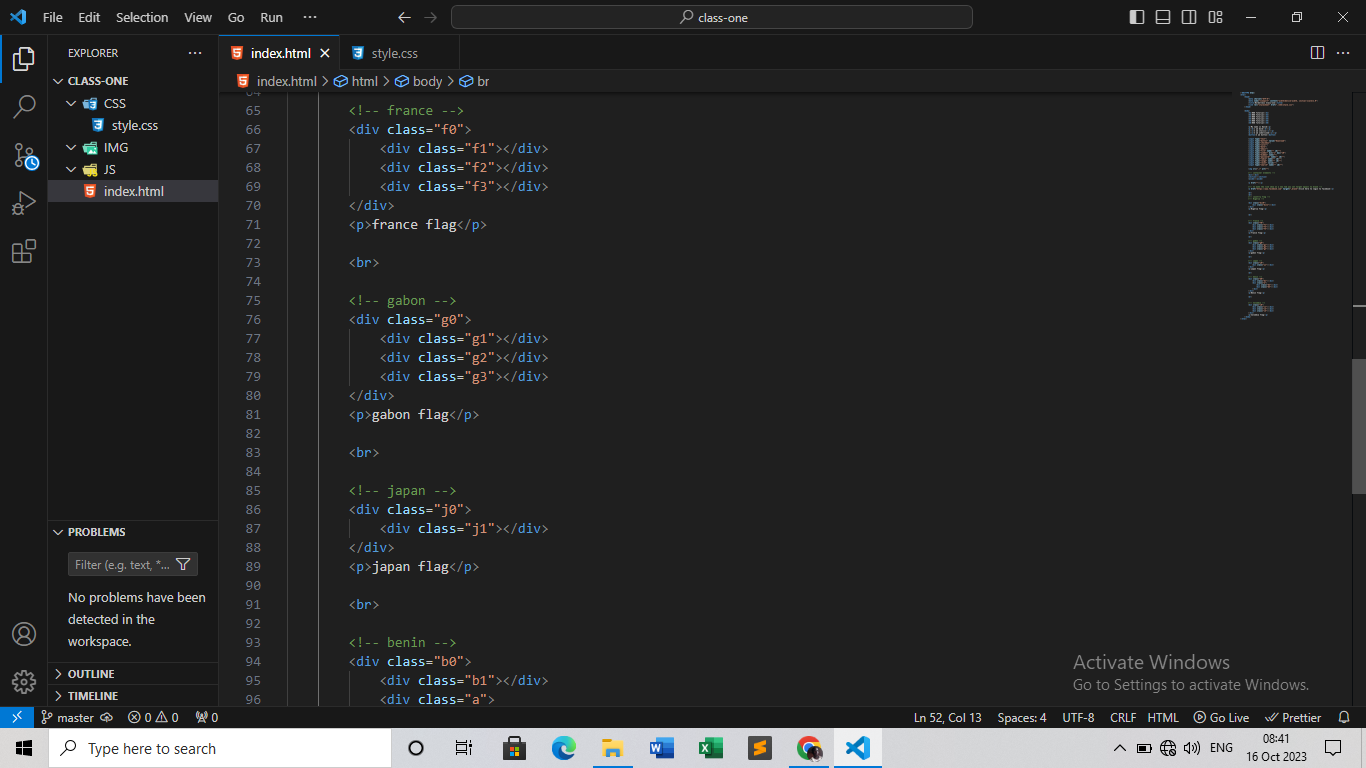 File Edit Selection View Go Run ··· class-one
EXPLORER ···
CLASS-ONE
CSS
style.css
IMG
JS
index.html
PROBLEMS
Filter (e.g. text, *...
No problems have been
detected in the
workspace.
OUTLINE
TIMELINE
index.html style.css ···
index.html > html > body > br
64
65 <!-- france -->
66 <div class="f0">
67 <div class="f1"></div>
68 <div class="f2"></div>
69 <div class="f3"></div>
70 </div>
71 <p>france flag</p>
72
73 <br>
74
75 <!-- gabon -->
76 <div class="g0">
77 <div class="g1"></div>
78 <div class="g2"></div>
79 <div class="g3"></div>
80 </div>
81 <p>gabon flag</p>
82
83 <br>
84
85 <!-- japan -->
86 <div class="j0">
87 <div class="j1"></div>
88 </div>
89 <p>japan flag</p>
90
91 <br>
92
93 <!-- benin -->
94 <div class="b0">
95 <div class="b1"></div>
96 <div class="a">
Activate Windows
Go to Settings to activate Windows.
master 0 0 0 Ln 52, Col 13 Spaces: 4 UTF-8 CRLF HTML Go Live Prettier
Type here to search ENG 08:41
16 Oct 2023